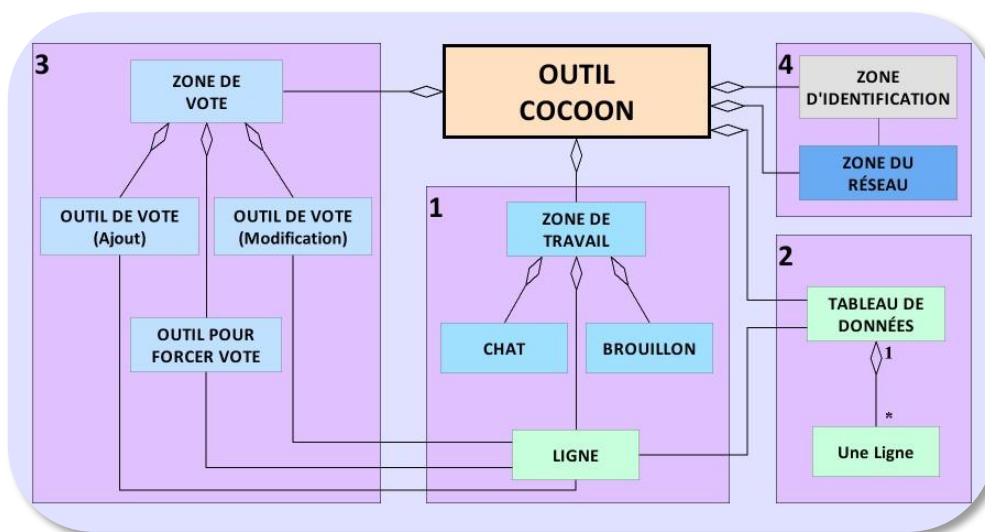 3
ZONE DE
VOTE
OUTIL DE VOTE
(Ajout)
OUTIL DE VOTE
(Modification)
OUTIL POUR
FORCER VOTE
OUTIL
COCOON
1
ZONE DE
TRAVAIL
CHAT
BROUILLON
LIGNE
4
ZONE
D'IDENTIFICATION
ZONE DU
RÉSEAU
2
TABLEAU DE
DONNÉES
1
*
Une Ligne